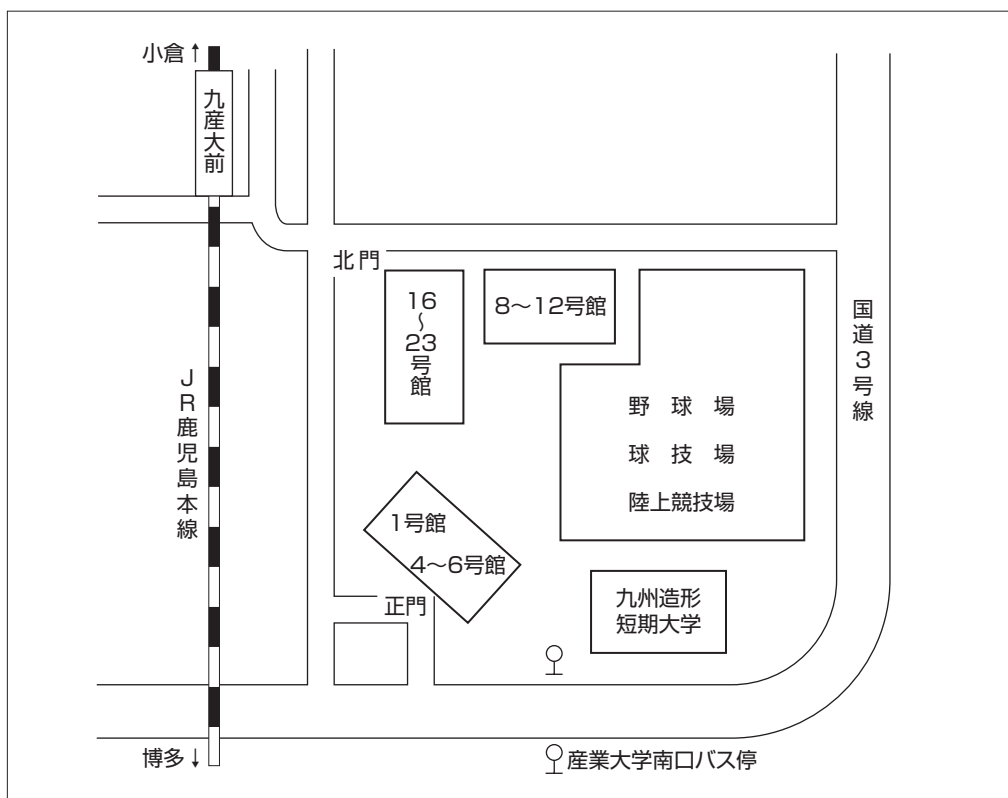 小倉↑
九産大前
北門
16～23号館
8～12号館
国道3号線
JR鹿児島本線
野球場
球技場
陸上競技場
1号館
4～6号館
正門
九州造形
短期大学
博多↓
産業大学南口バス停